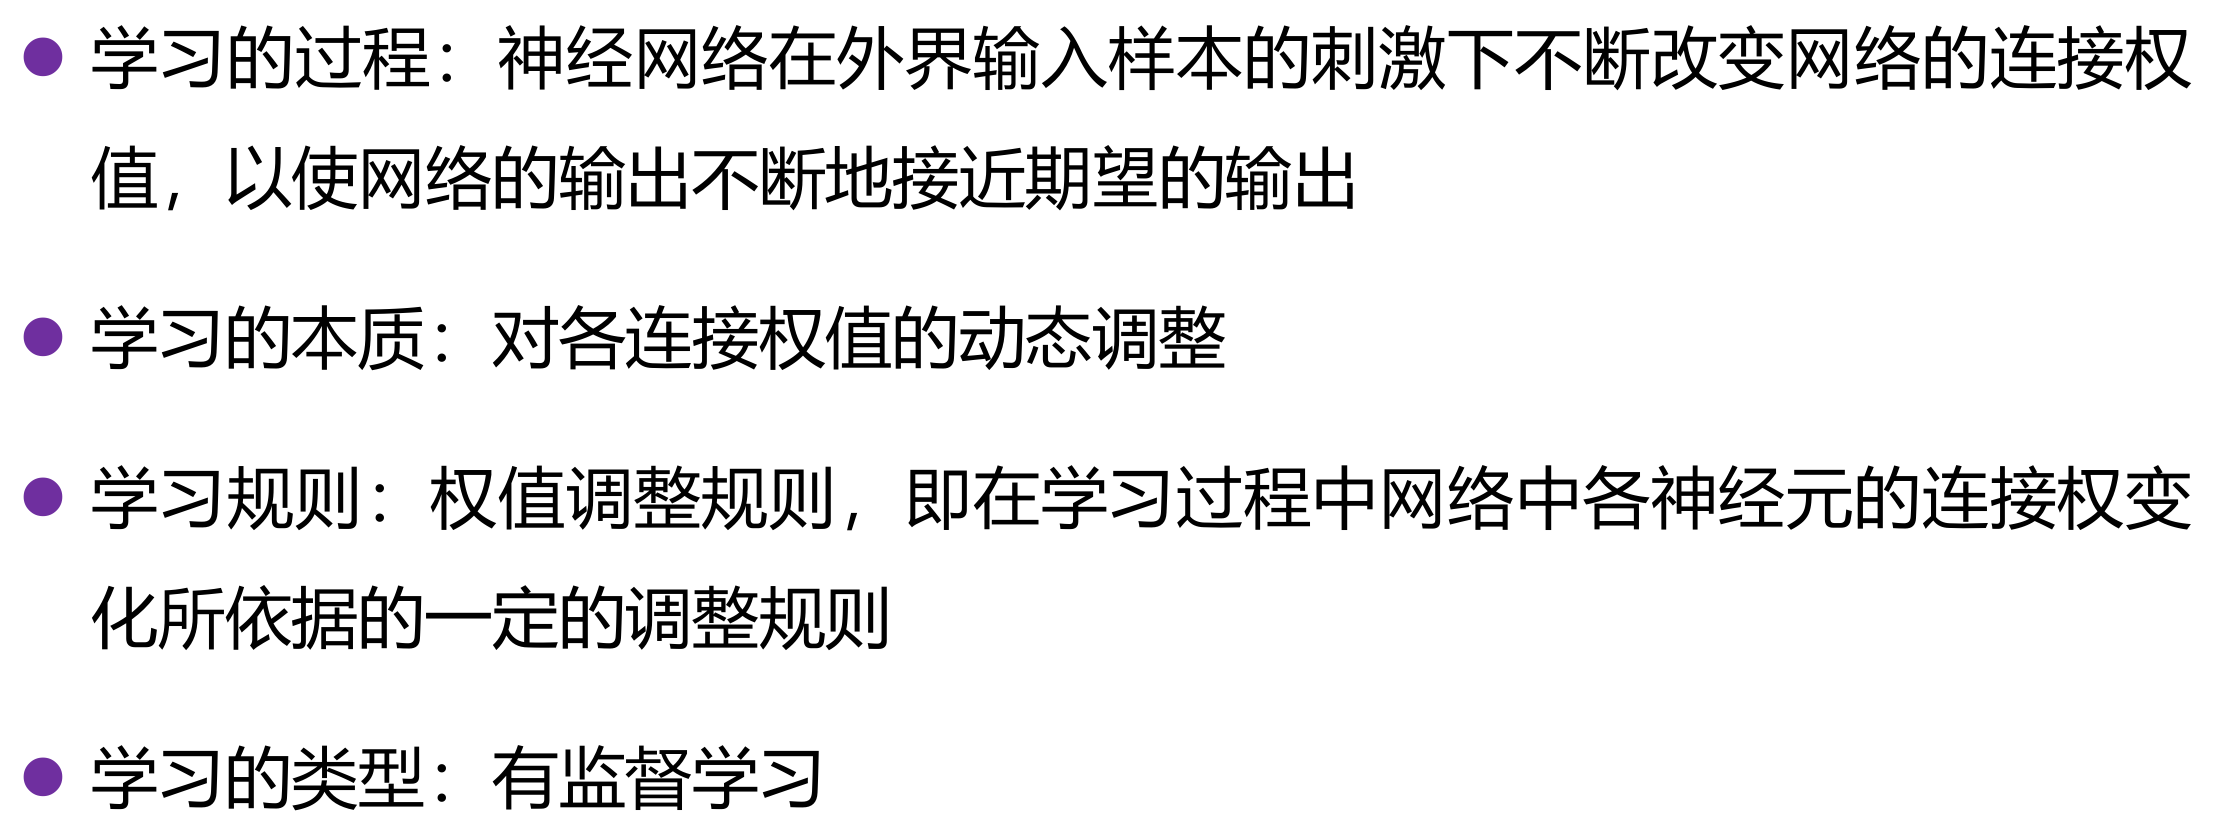 ● 学习的过程：神经网络在外界输入样本的刺激下不断改变网络的连接权
值，以使网络的输出不断地接近期望的输出
● 学习的本质：对各连接权值的动态调整
● 学习规则：权值调整规则，即在学习过程中网络中各神经元的连接权变
化所依据的一定的调整规则
● 学习的类型：有监督学习